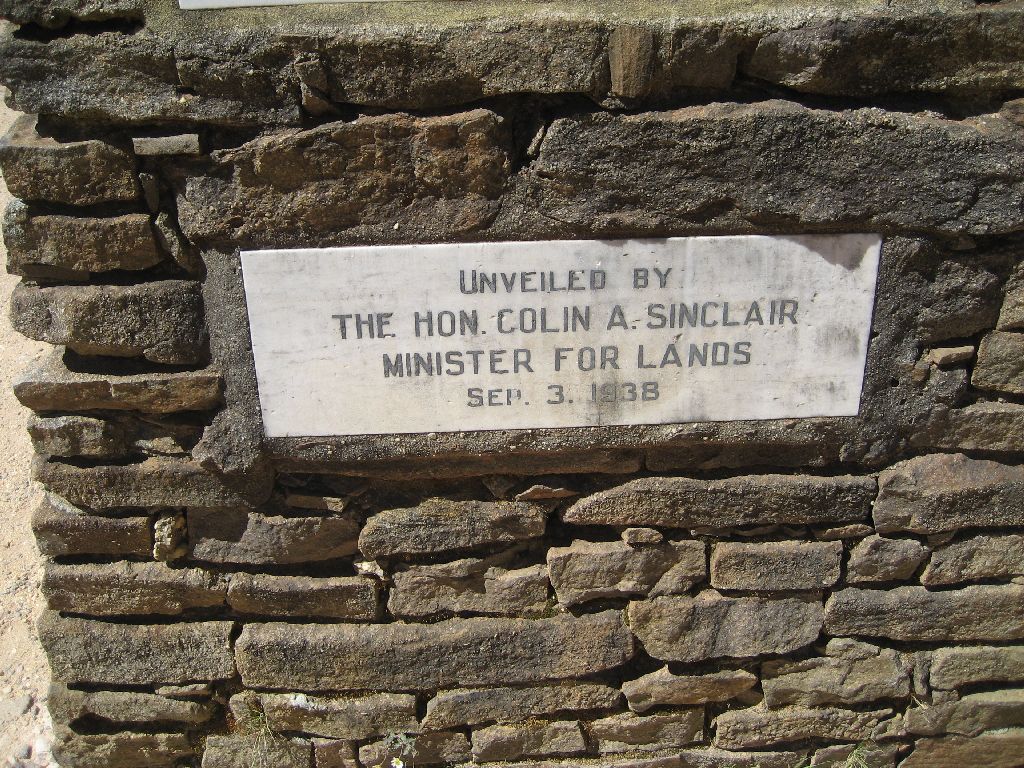 UNVEILED BY
THE HON. COLIN A. SINCLAIR
MINISTER FOR LANDS
SEP. 3. 1938